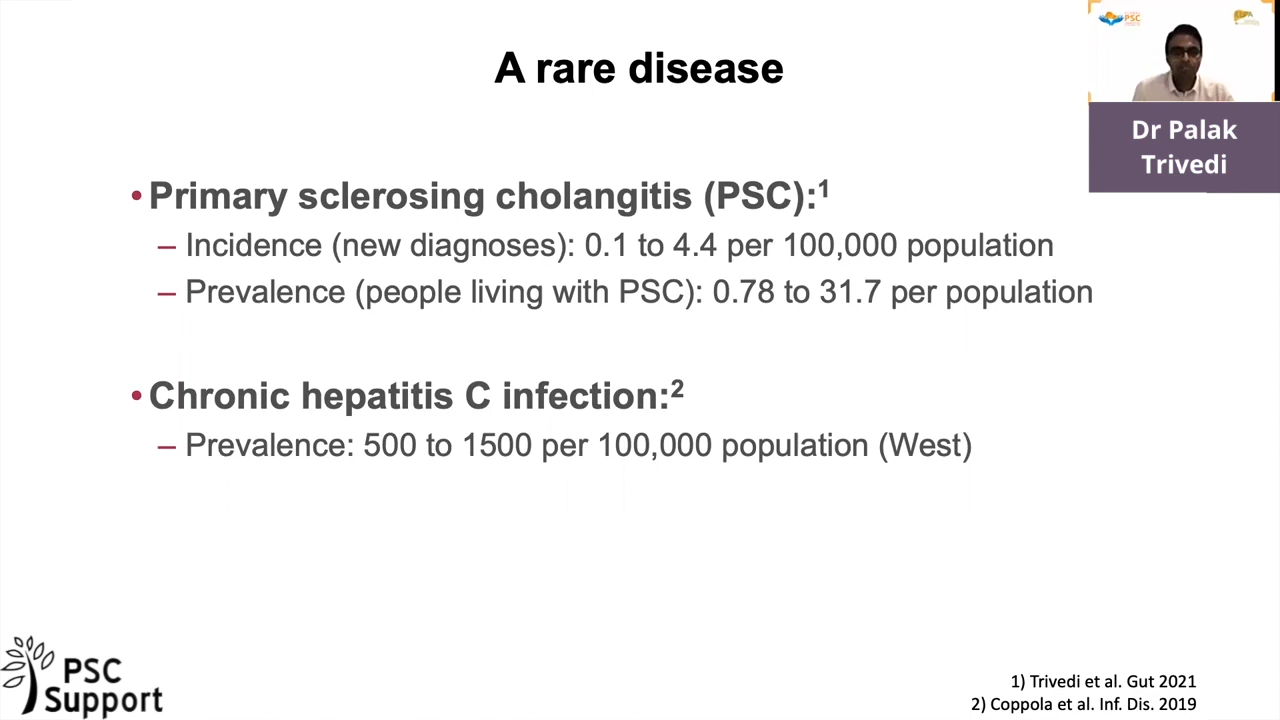 A rare disease
PSC
Dr Palak
Trivedi
• Primary sclerosing cholangitis (PSC):1
– Incidence (new diagnoses): 0.1 to 4.4 per 100,000 population
– Prevalence (people living with PSC): 0.78 to 31.7 per population
• Chronic hepatitis C infection:2
– Prevalence: 500 to 1500 per 100,000 population (West)
PSC
Support
1) Trivedi et al. Gut 2021
2) Coppola et al. Inf. Dis. 2019